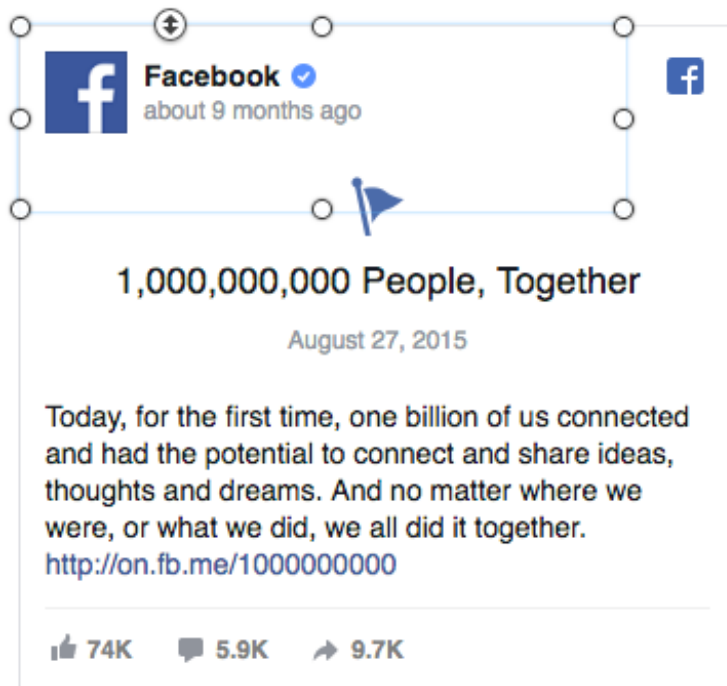 Facebook
about 9 months ago
1,000,000,000 People, Together
August 27, 2015
Today, for the first time, one billion of us connected
and had the potential to connect and share ideas,
thoughts and dreams. And no matter where we
were, or what we did, we all did it together.
http://on.fb.me/1000000000
74K 5.9K 9.7K